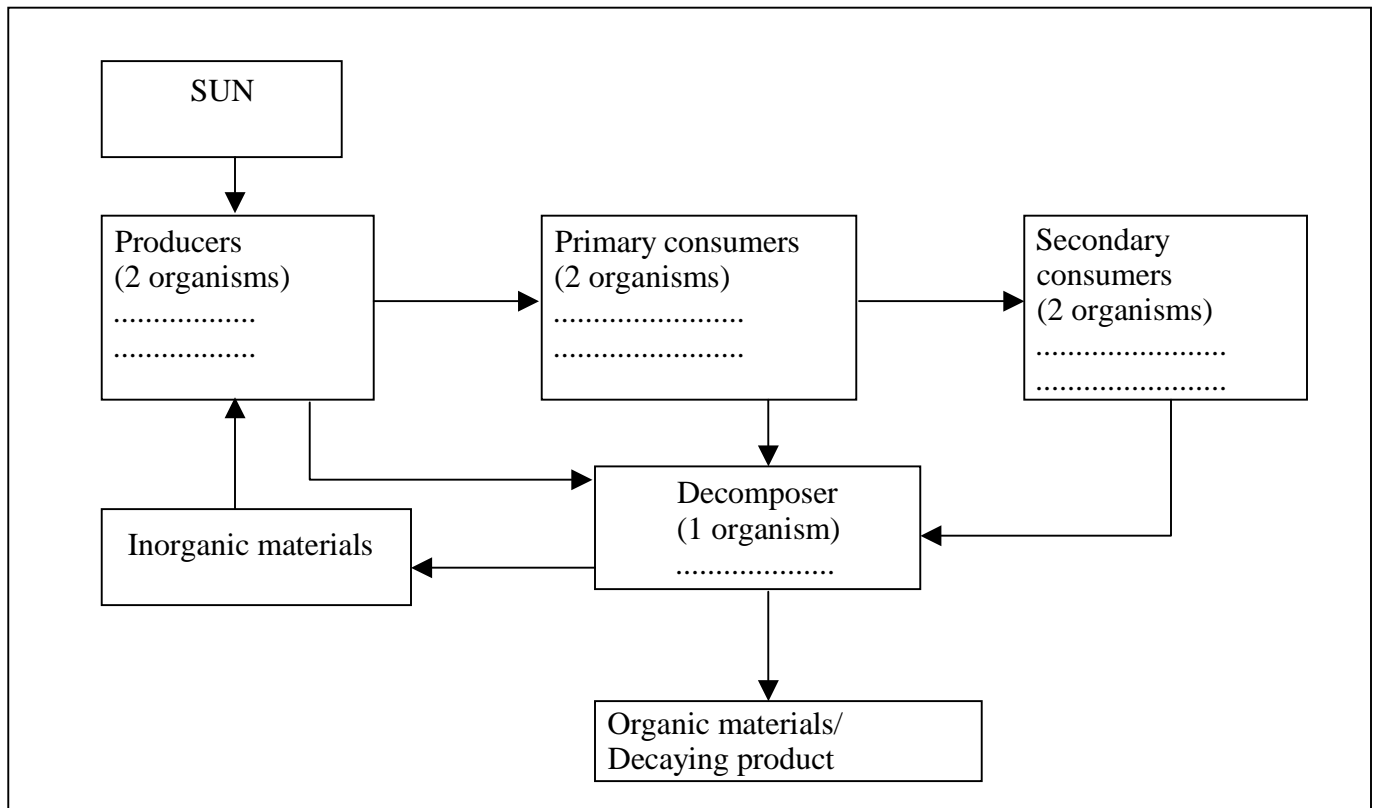 SUN
Producers
(2 organisms)
..................
..................
Primary consumers
(2 organisms)
........................
........................
Secondary
consumers
(2 organisms)
........................
........................
Decomposer
(1 organism)
....................
Inorganic materials
Organic materials/
Decaying product